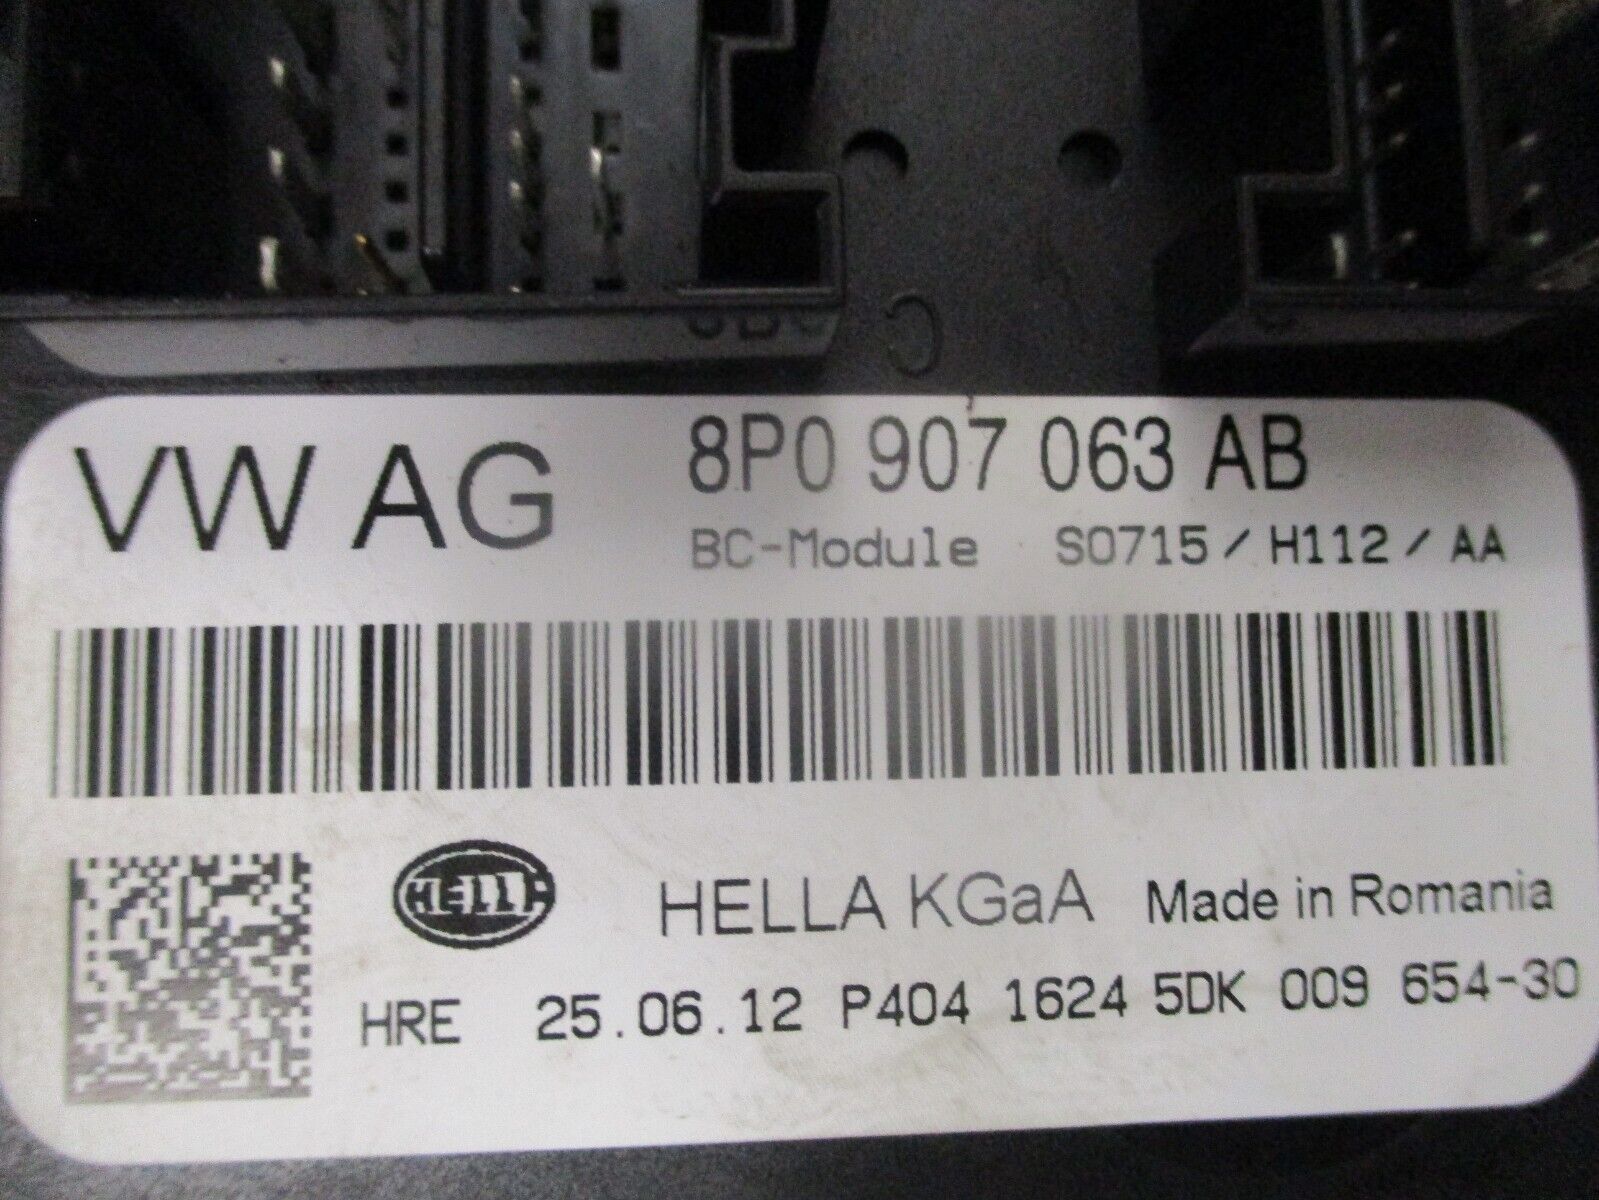 VW AG 8P0 907 063 AB
BC-Module S0715/H112/AA
HELLA HELLA KGaA Made in Romania
HRE 25.06.12 P404 1624 5DK 009 654-30